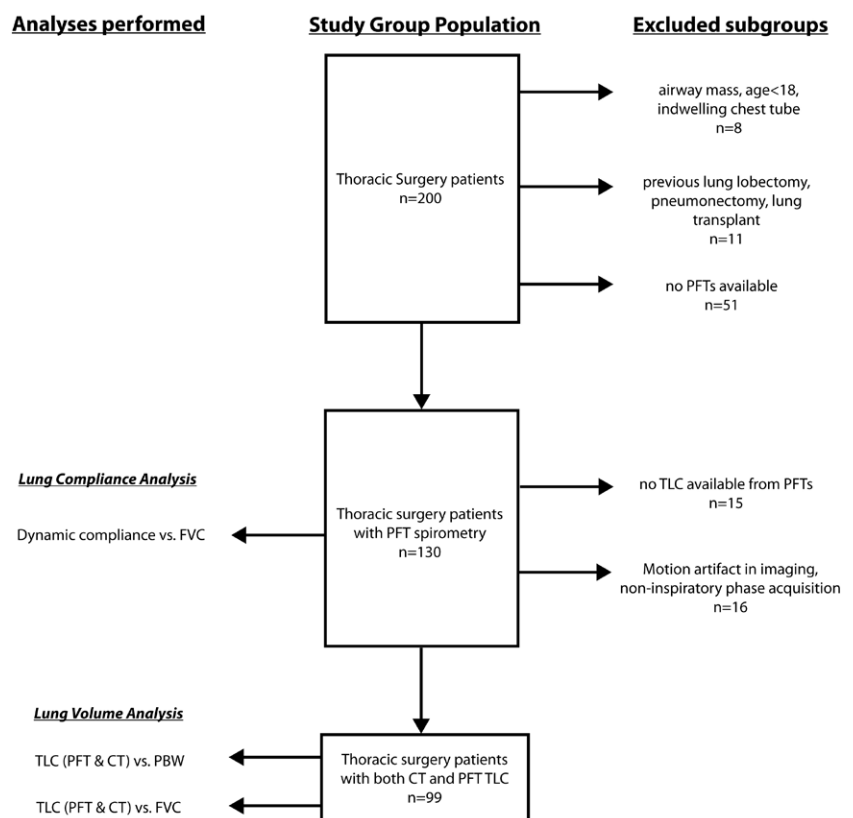 Analyses performed
Study Group Population
Excluded subgroups
Thoracic Surgery patients
n=200
airway mass, age<18,
indwelling chest tube
n=8
previous lung lobectomy,
pneumonectomy, lung
transplant
n=11
no PFTs available
n=51
Lung Compliance Analysis
Dynamic compliance vs. FVC
Thoracic surgery patients
with PFT spirometry
n=130
no TLC available from PFTs
n=15
Motion artifact in imaging,
non-inspiratory phase acquisition
n=16
Lung Volume Analysis
TLC (PFT & CT) vs. PBW
TLC (PFT & CT) vs. FVC
Thoracic surgery patients
with both CT and PFT TLC
n=99